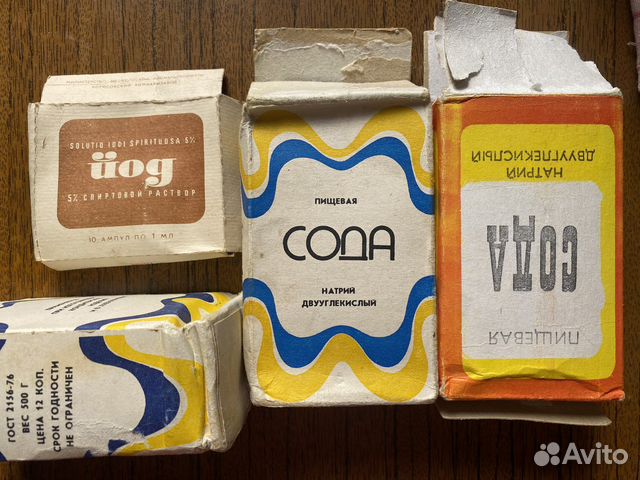 SOLUTIO IODI SPIRITUOSA 5%
йод
5% СПИРТОВОЙ РАСТВОР
10 АМПУЛ ПО 1 МЛ
ПИЩЕВАЯ
СОДА
НАТРИЙ
ДВУУГЛЕКИСЛЫЙ
ПИЩЕВАЯ
СОДА
НАТРИЙ
ДВУУГЛЕКИСЛЫЙ
ГОСТ 2156-76
ВЕС 500 Г
ЦЕНА 12 КОП.
СРОК ГОДНОСТИ
НЕ ОГРАНИЧЕН
Avito